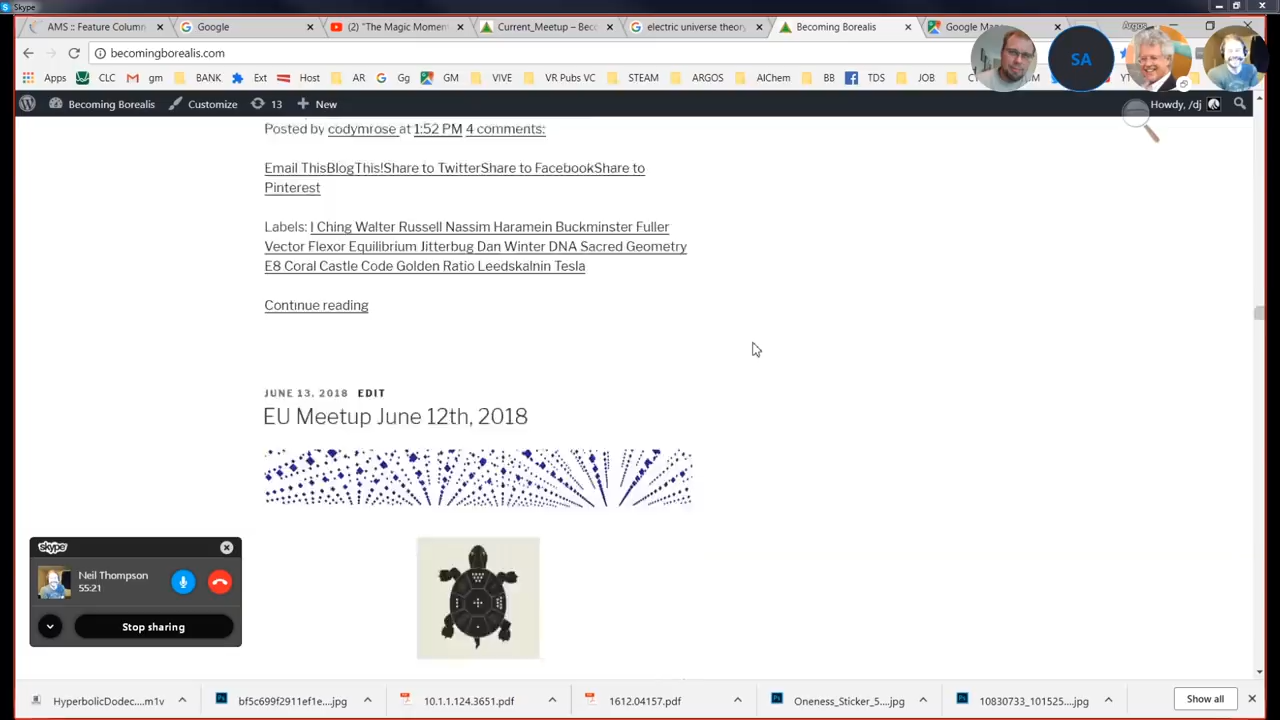 Skype
AMS :: Feature Column
Google
(2) "The Magic Moment
Current_Meetup – Beco
electric universe theory
Becoming Borealis
Google Ma
Argos
becomingborealis.com
Apps CLC gm BANK Ext Host AR Gg GM VIVE VR Pubs VC STEAM ARGOS AIChem BB TDS JOB
SA
Becoming Borealis Customize 13 New Howdy, /dj
Posted by codymrose at 1:52 PM 4 comments:
Email ThisBlogThis!Share to TwitterShare to FacebookShare to
Pinterest
Labels: I Ching Walter Russell Nassim Haramein Buckminster Fuller
Vector Flexor Equilibrium Jitterbug Dan Winter DNA Sacred Geometry
E8 Coral Castle Code Golden Ratio Leedskalnin Tesla
Continue reading
JUNE 13, 2018 EDIT
EU Meetup June 12th, 2018
skype
Neil Thompson
55:21
Stop sharing
HyperbolicDodec....m1v
bf5c699f2911ef1e....jpg
10.1.1.124.3651.pdf
1612.04157.pdf
Oneness_Sticker_5....jpg
10830733_101525....jpg
Show all